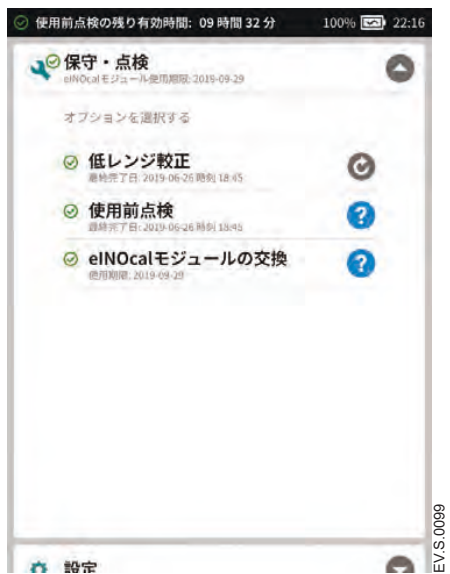 使用前点検の残り有効時間: 09 時間 32 分 100% 22:16
保守・点検
eINOcalモジュール使用期限: 2019-09-29
オプションを選択する
低レンジ較正
最終完了日: 2019-06-26 時刻 18:45
使用前点検
最終完了日: 2019-06-26 時刻 18:45
eINOcalモジュールの交換
使用期限: 2019-09-29
設定
EV.S.0099